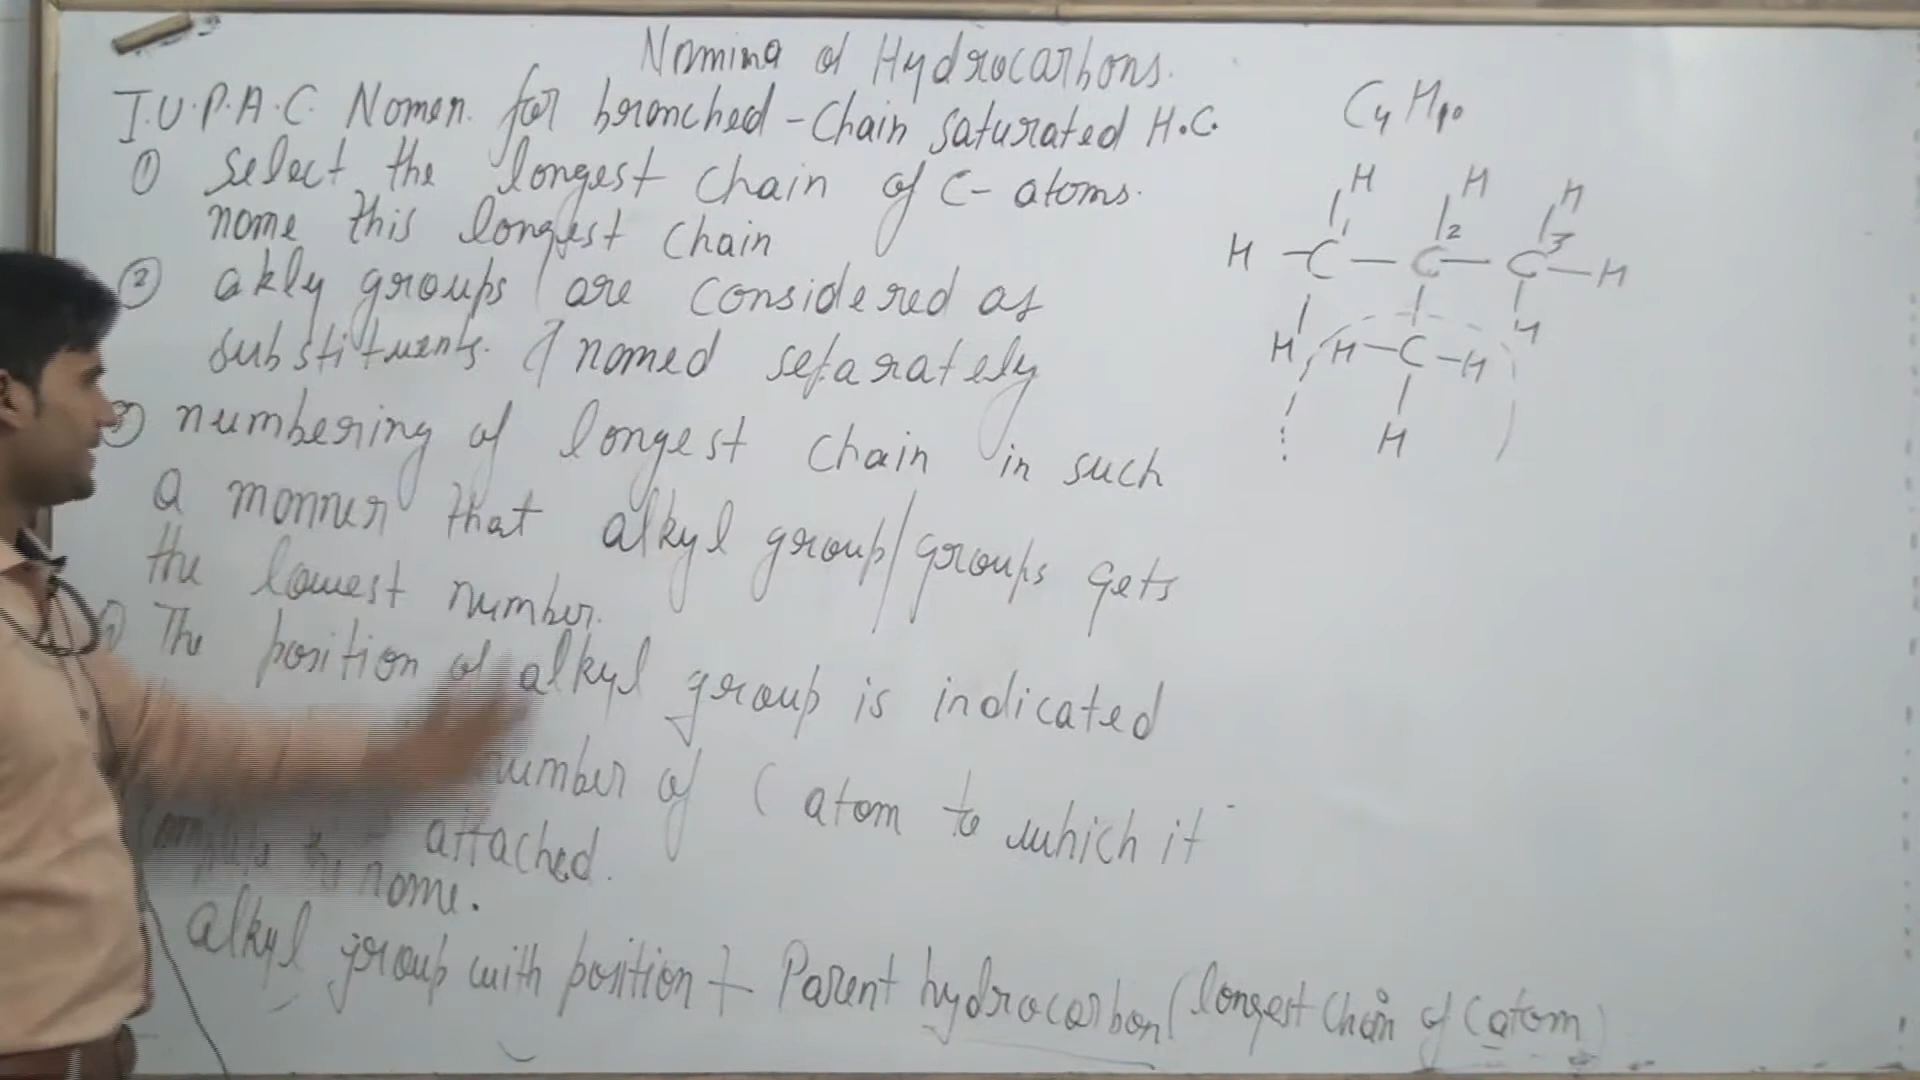 Nomina of Hydrocarbons.
I.U.P.A.C. Nomen. for branched-Chain saturated H.C.
① Select the longest chain of C-atoms.
name this longest chain
② akly groups are considered as
substituents. & named separately
numbering of longest chain in such
a manner that alkyl group/groups gets
the lowest number.
The position of alkyl group is indicated
number of C atom to which it
attached.
the name.
alkyl group with position + Parent hydrocarbon (longest chain of C atom)
C4H10
H H H
1 2 3
H - C - C - C - H
H H - C - H H
H